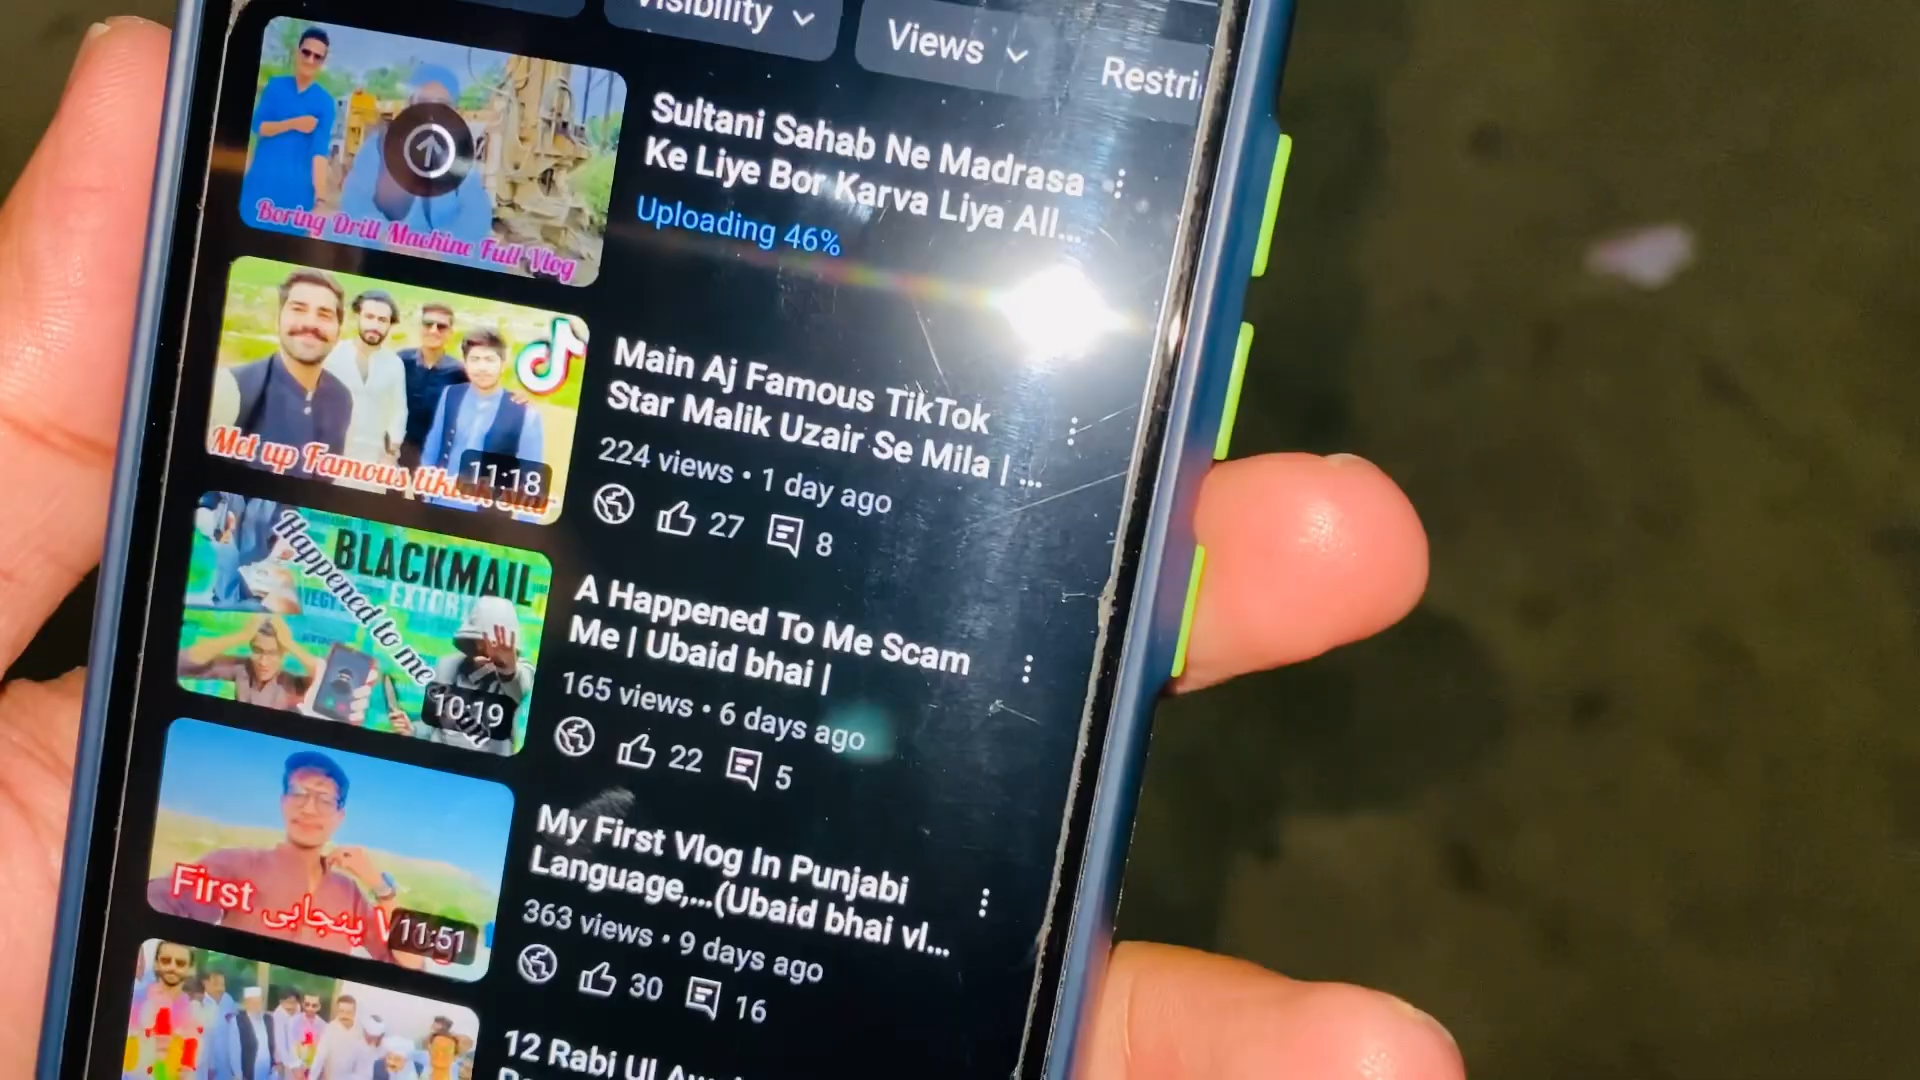 Visibility
Views
Restri
Sultani Sahab Ne Madrasa
Ke Liye Bor Karva Liya All...
Uploading 46%
Boring Drill Machine Full Vlog
Main Aj Famous TikTok
Star Malik Uzair Se Mila | ...
224 views • 1 day ago
27
8
Met up Famous tiktok star
11:18
A Happened To Me Scam
Me | Ubaid bhai |
165 views • 6 days ago
22
5
BLACKMAIL
Happened to me
10:19
My First Vlog In Punjabi
Language,...(Ubaid bhai vl...
363 views • 9 days ago
30
16
First پنجابی V
11:51
12 Rabi Ul